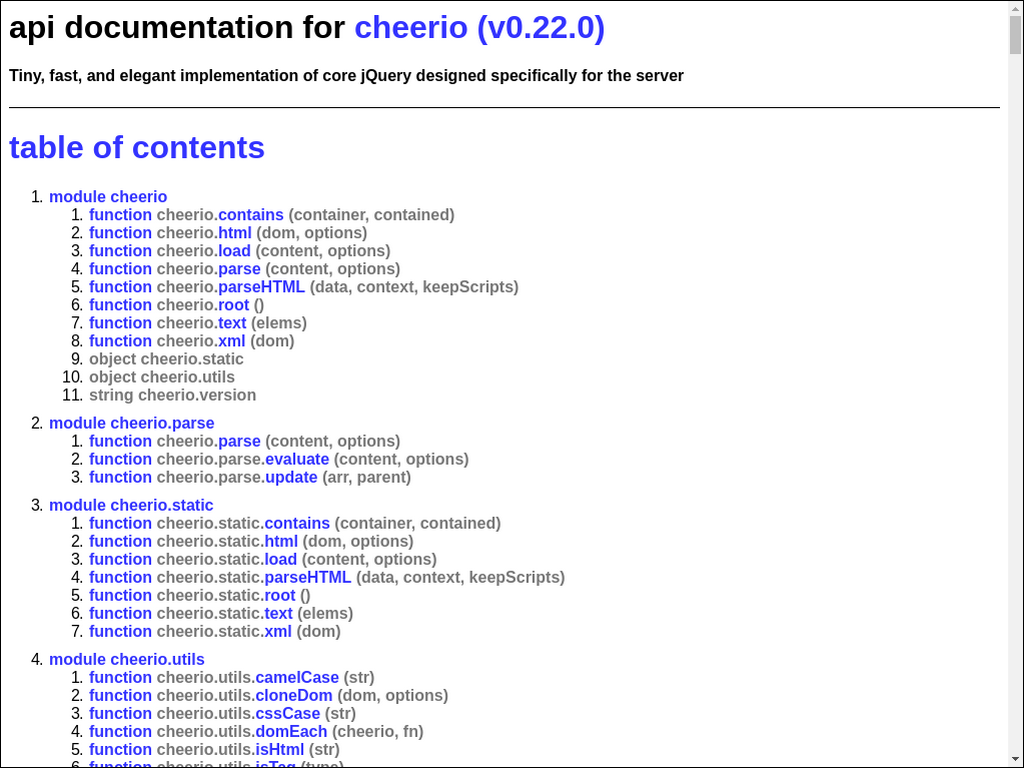 api documentation for cheerio (v0.22.0)
Tiny, fast, and elegant implementation of core jQuery designed specifically for the server
table of contents
1. module cheerio
1. function cheerio.contains (container, contained)
2. function cheerio.html (dom, options)
3. function cheerio.load (content, options)
4. function cheerio.parse (content, options)
5. function cheerio.parseHTML (data, context, keepScripts)
6. function cheerio.root ()
7. function cheerio.text (elems)
8. function cheerio.xml (dom)
9. object cheerio.static
10. object cheerio.utils
11. string cheerio.version
2. module cheerio.parse
1. function cheerio.parse (content, options)
2. function cheerio.parse.evaluate (content, options)
3. function cheerio.parse.update (arr, parent)
3. module cheerio.static
1. function cheerio.static.contains (container, contained)
2. function cheerio.static.html (dom, options)
3. function cheerio.static.load (content, options)
4. function cheerio.static.parseHTML (data, context, keepScripts)
5. function cheerio.static.root ()
6. function cheerio.static.text (elems)
7. function cheerio.static.xml (dom)
4. module cheerio.utils
1. function cheerio.utils.camelCase (str)
2. function cheerio.utils.cloneDom (dom, options)
3. function cheerio.utils.cssCase (str)
4. function cheerio.utils.domEach (cheerio, fn)
5. function cheerio.utils.isHtml (str)
6. function cheerio.utils.isTag (type)